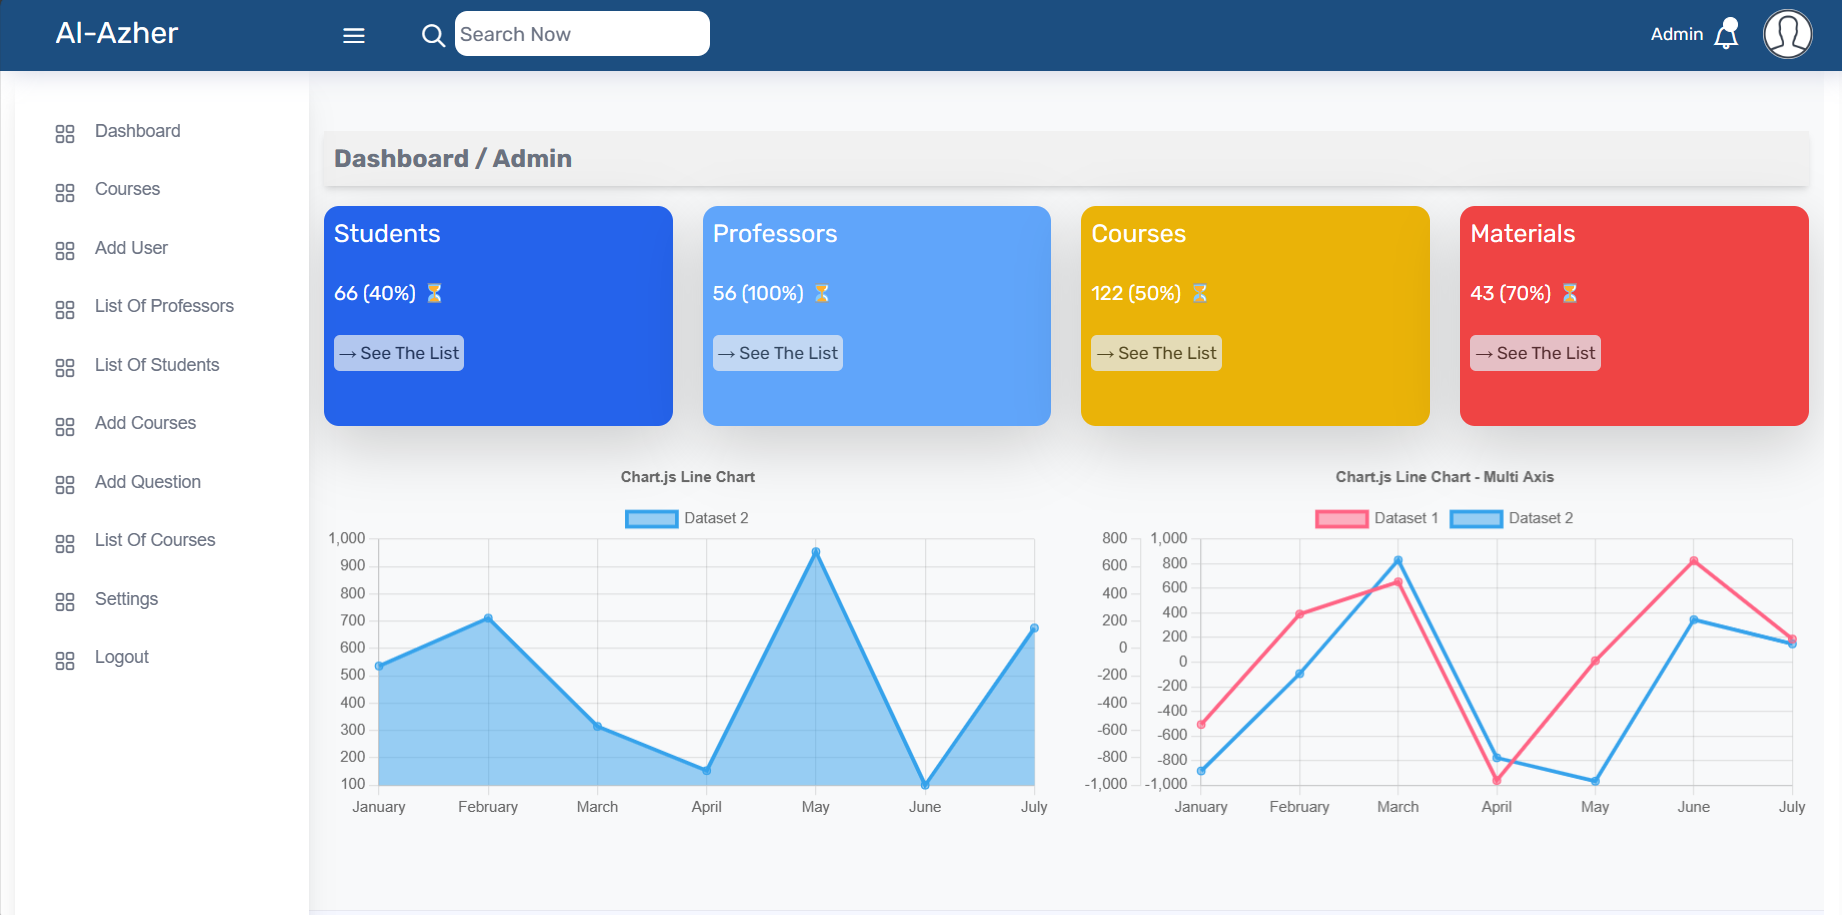 Al-Azher
Search Now
Admin
Dashboard
Courses
Add User
List Of Professors
List Of Students
Add Courses
Add Question
List Of Courses
Settings
Logout
Dashboard / Admin
Students
66 (40%) ⏳
→ See The List
Professors
56 (100%) ⏳
→ See The List
Courses
122 (50%) ⏳
→ See The List
Materials
43 (70%) ⏳
→ See The List
Chart.js Line Chart
Dataset 2
1,000
900
800
700
600
500
400
300
200
100
January February March April May June July
Chart.js Line Chart - Multi Axis
Dataset 1 Dataset 2
800 1,000
600 800
400 600
200 400
0 200
-200 0
-400 -200
-600 -400
-800 -600
-1,000 -800
-1,000
January February March April May June July